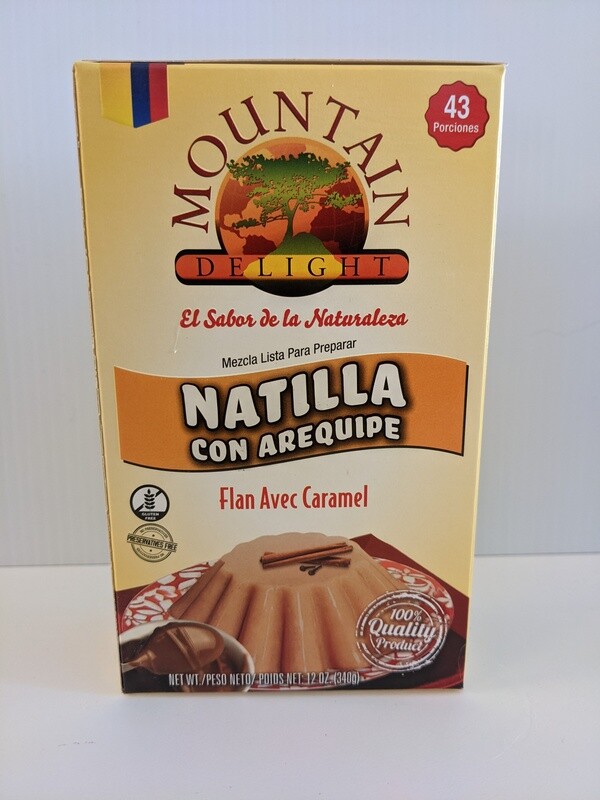 43
Porciones
MOUNTAIN
DELIGHT
El Sabor de la Naturaleza
Mezcla Lista Para Preparar
NATILLA
CON AREQUIPE
Flan Avec Caramel
GLUTEN
FREE
PRESERVATIVES FREE
100%
Quality
Product
NET WT./PESO NETO/-POIDS NET: 12 OZ. (340g)